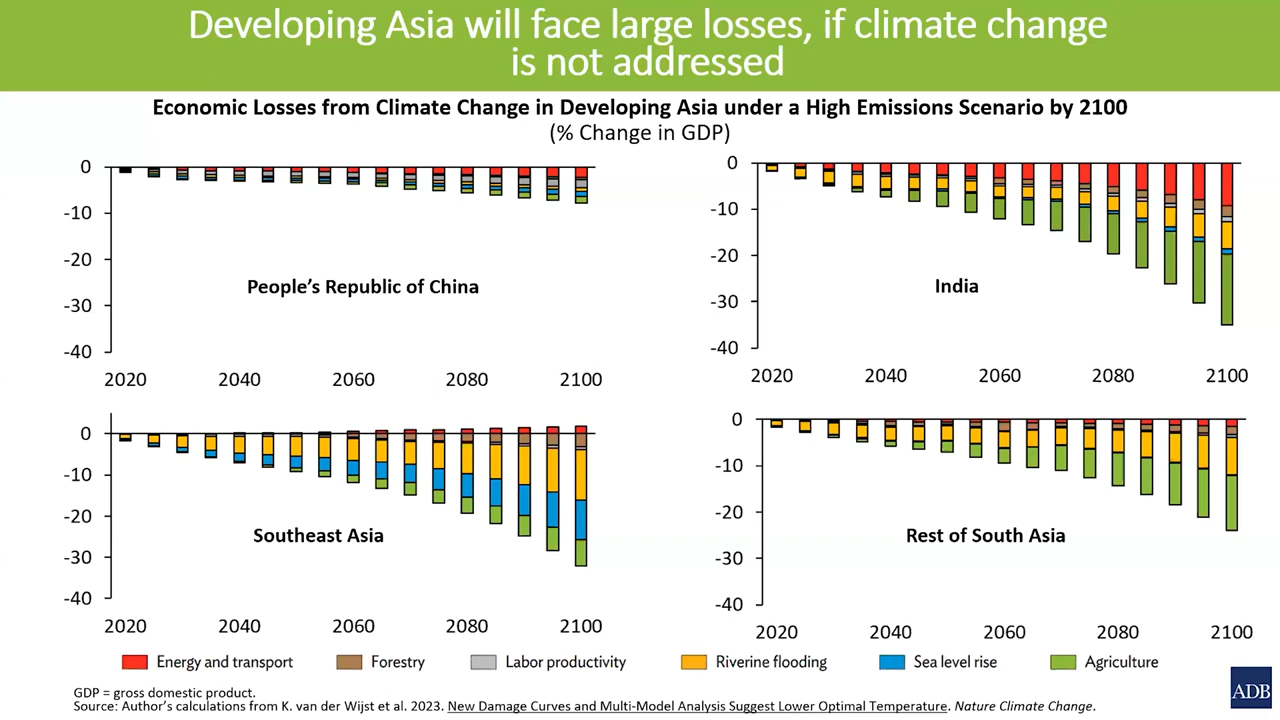 Developing Asia will face large losses, if climate change
is not addressed
Economic Losses from Climate Change in Developing Asia under a High Emissions Scenario by 2100
(% Change in GDP)
0
-10
-20
-30
-40
People’s Republic of China
2020 2040 2060 2080 2100
0
-10
-20
-30
-40
India
2020 2040 2060 2080 2100
0
-10
-20
-30
-40
Southeast Asia
2020 2040 2060 2080 2100
0
-10
-20
-30
-40
Rest of South Asia
2020 2040 2060 2080 2100
Energy and transport Forestry Labor productivity Riverine flooding Sea level rise Agriculture
GDP = gross domestic product.
Source: Author’s calculations from K. van der Wijst et al. 2023. New Damage Curves and Multi-Model Analysis Suggest Lower Optimal Temperature. Nature Climate Change.
ADB